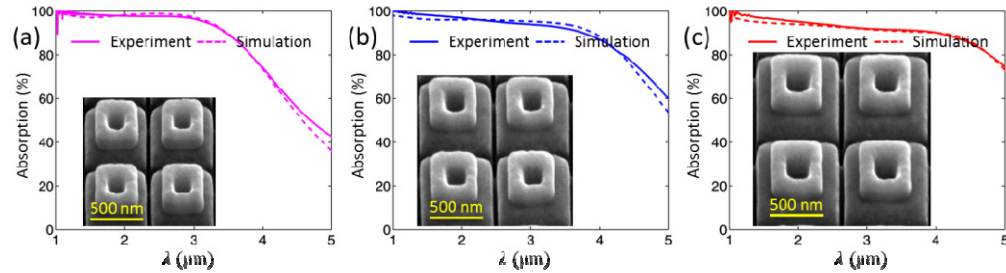 (a)
Absorption (%)
100
80
60
40
20
0
Experiment
Simulation
500 nm
1
2
3
4
5
λ (µm)
(b)
Absorption (%)
100
80
60
40
20
0
Experiment
Simulation
500 nm
1
2
3
4
5
λ (µm)
(c)
Absorption (%)
100
80
60
40
20
0
Experiment
Simulation
500 nm
1
2
3
4
5
λ (µm)